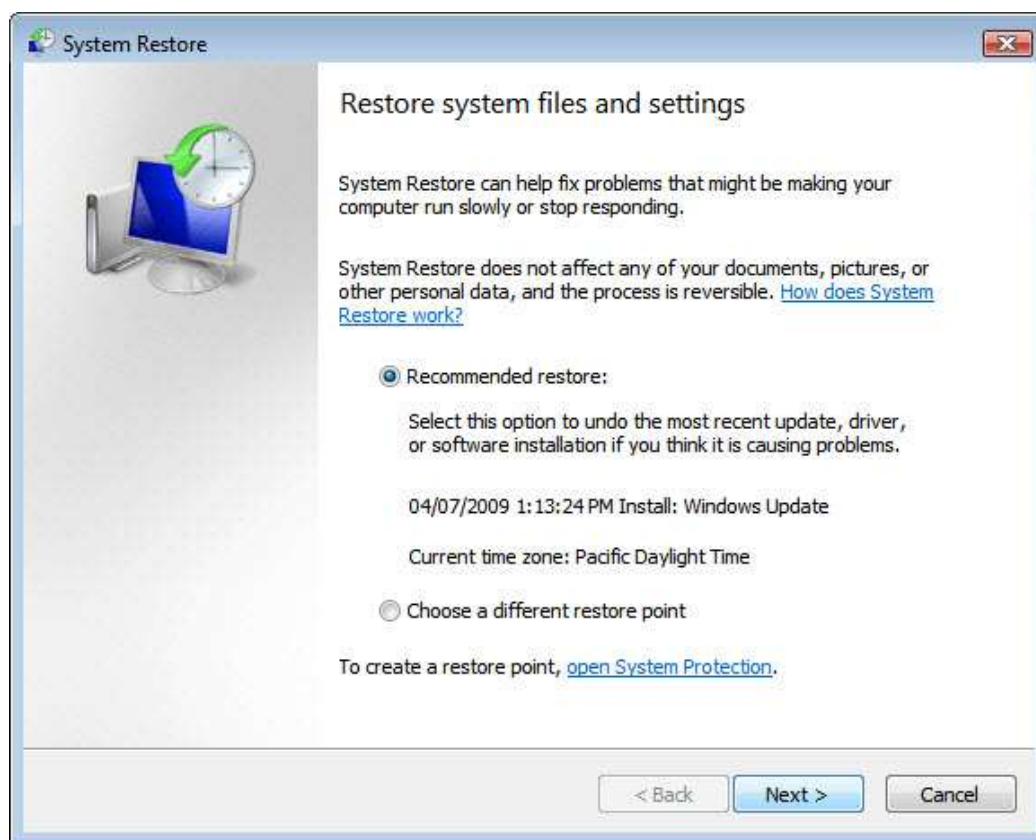 System Restore
Restore system files and settings
System Restore can help fix problems that might be making your
computer run slowly or stop responding.
System Restore does not affect any of your documents, pictures, or
other personal data, and the process is reversible. How does System
Restore work?
Recommended restore:
Select this option to undo the most recent update, driver,
or software installation if you think it is causing problems.
04/07/2009 1:13:24 PM Install: Windows Update
Current time zone: Pacific Daylight Time
Choose a different restore point
To create a restore point, open System Protection.
< Back Next > Cancel